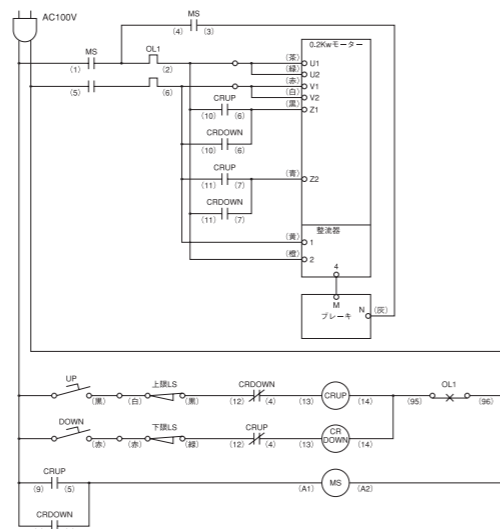 AC100V
MS
(4) (3)
0.2Kwモーター
MS
OL1
(1) (2)
(5) (6)
(茶) U1
(緑) U2
(赤) V1
(白) V2
(黒) Z1
CRUP
(10) (6)
CRDOWN
(10) (6)
CRUP
(11) (7)
(青) Z2
CRDOWN
(11) (7)
整流器
(黄) 1
(橙) 2
4
M
N (灰)
ブレーキ
UP
(黒) (白)
上限LS
(黒)
CRDOWN
(12) (4)
(13) CRUP (14)
OL1
(95) (96)
DOWN
(赤) (赤)
下限LS
(緑)
CRUP
(12) (4)
(13) CR DOWN (14)
CRUP
(9) (5)
(A1) MS (A2)
CRDOWN